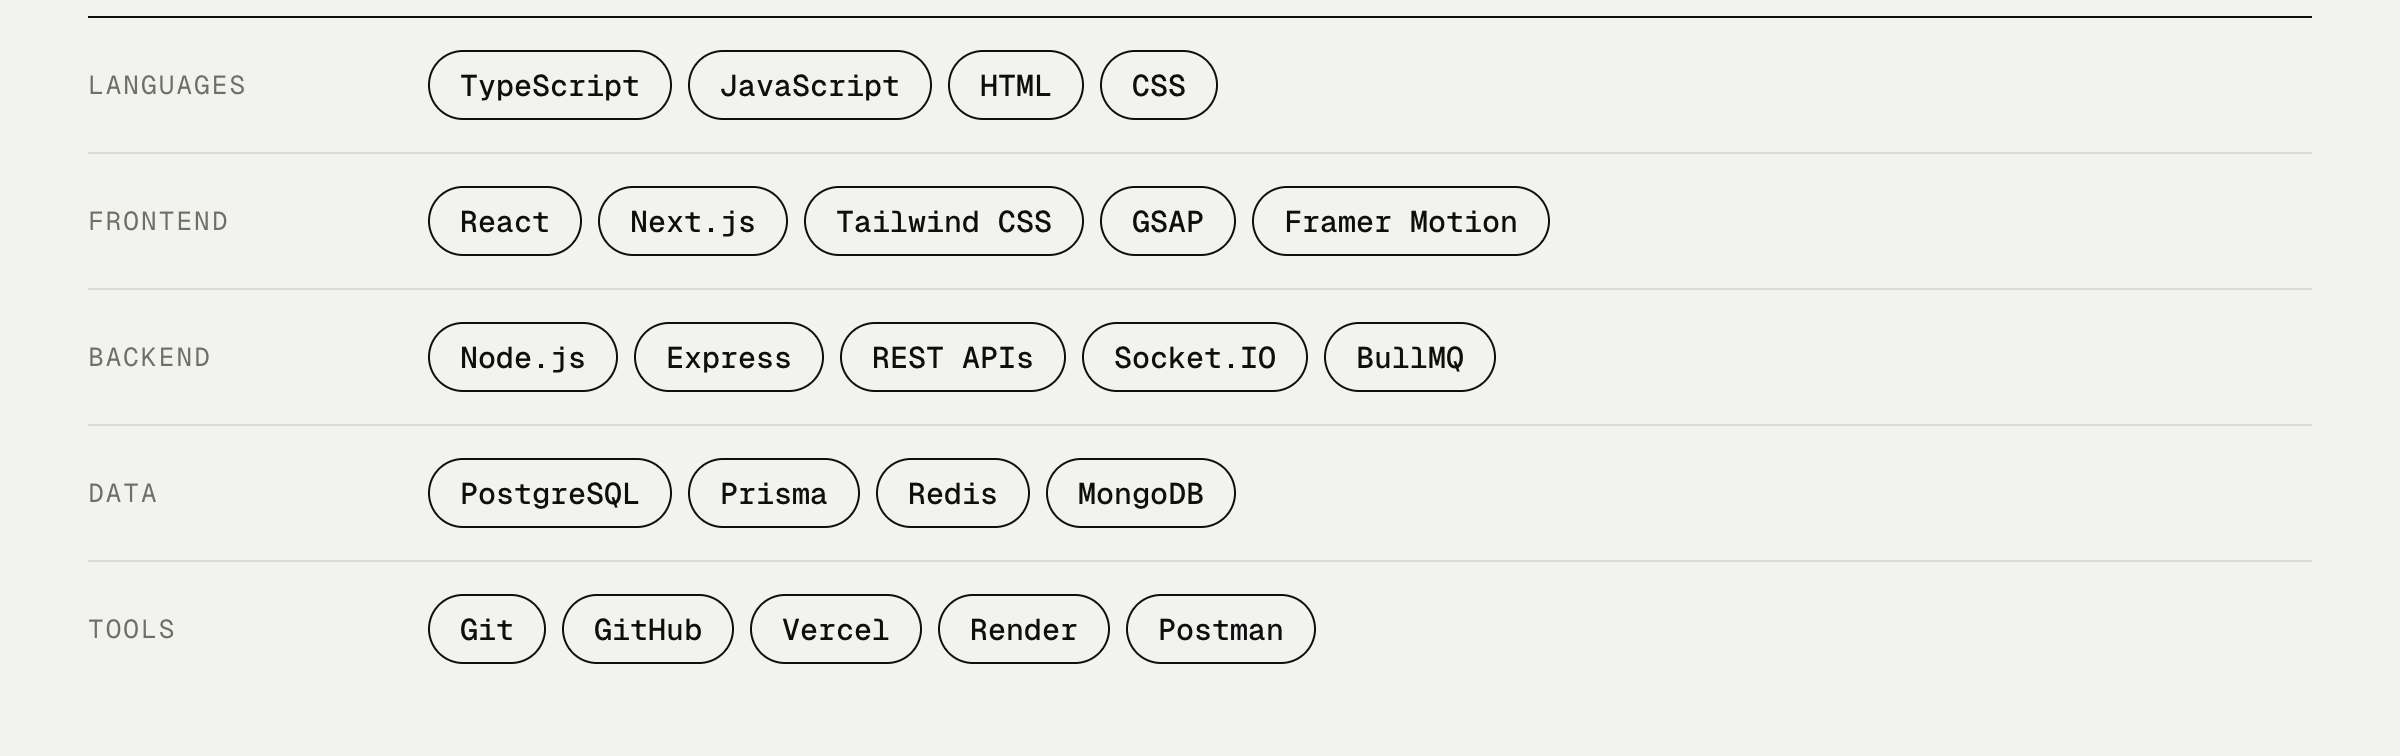 LANGUAGES TypeScript JavaScript HTML CSS
FRONTEND React Next.js Tailwind CSS GSAP Framer Motion
BACKEND Node.js Express REST APIs Socket.IO BullMQ
DATA PostgreSQL Prisma Redis MongoDB
TOOLS Git GitHub Vercel Render Postman